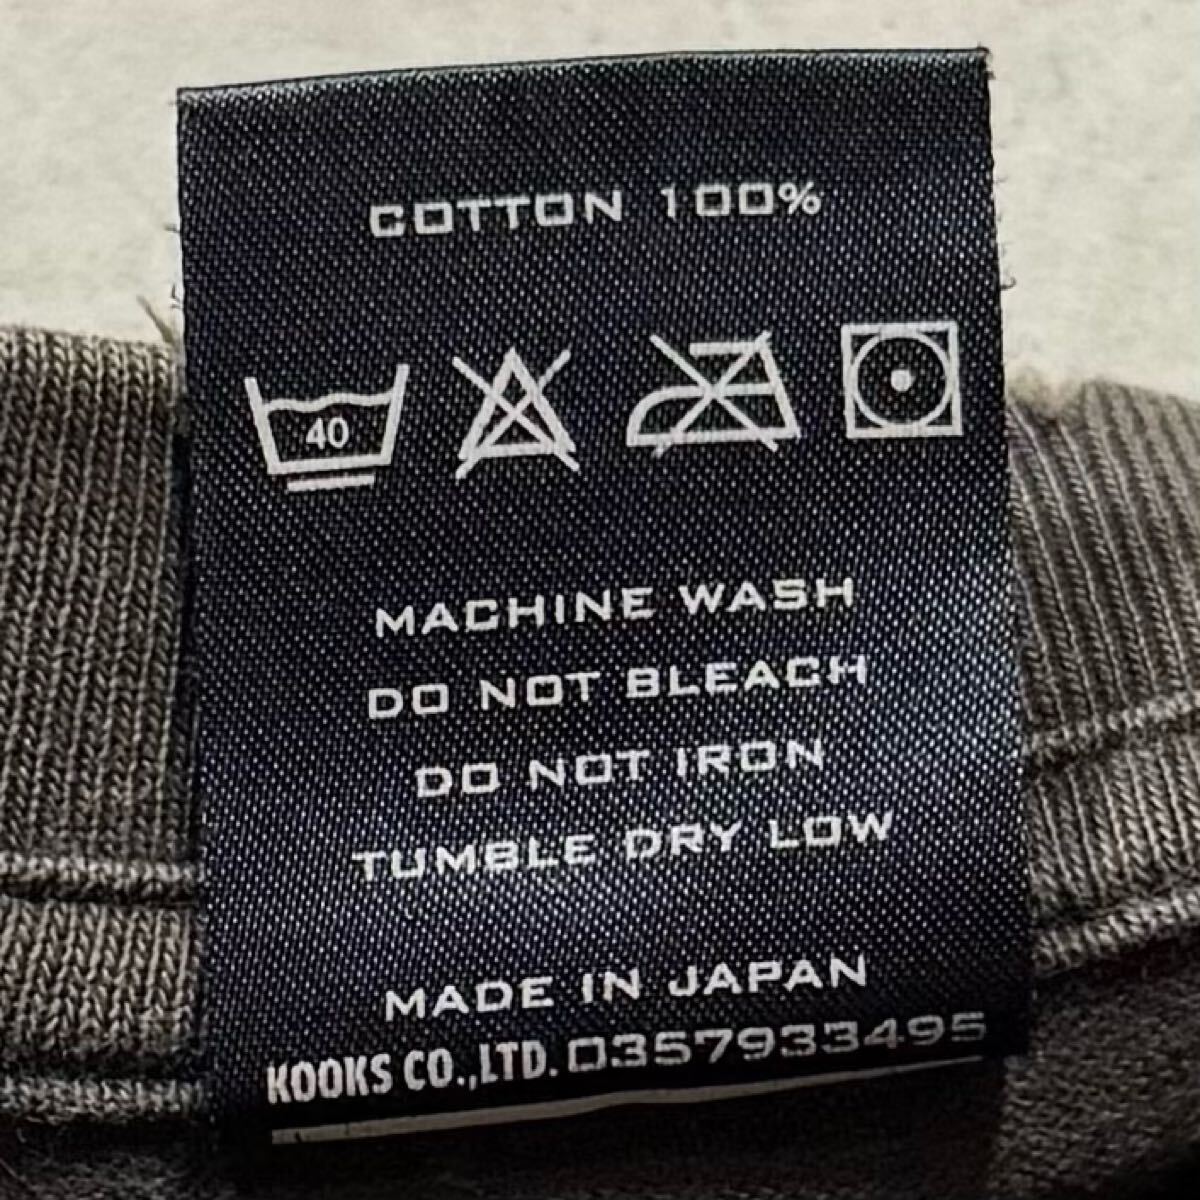 COTTON 100%
40
MACHINE WASH
DO NOT BLEACH
DO NOT IRON
TUMBLE DRY LOW
MADE IN JAPAN
KOOKS CO.,LTD. 0357933495